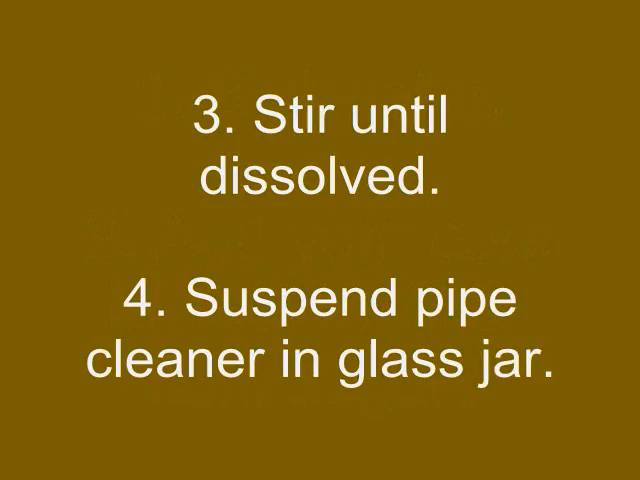 3. Stir until
dissolved.
4. Suspend pipe
cleaner in glass jar.